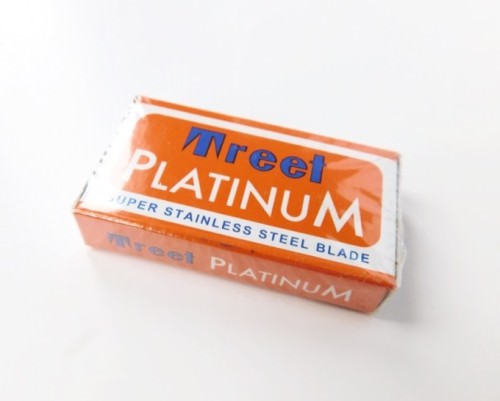 Treet
PLATINUM
SUPER STAINLESS STEEL BLADE
Treet PLATINUM